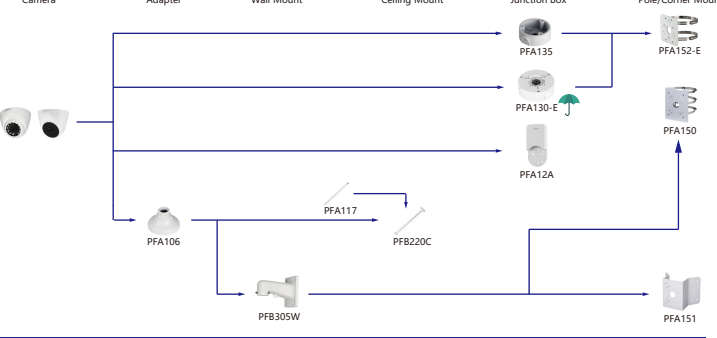 Camera Adapter Wall Mount Ceiling Mount Junction Box Pole/Corner Mount
PFA135
PFA152-E
PFA130-E
PFA150
PFA12A
PFA117
PFA106
PFB220C
PFB305W
PFA151